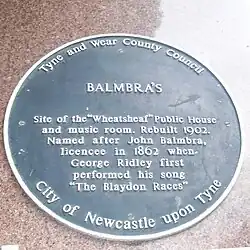 Tyne and Wear County Council
BALMBRA'S
Site of the "Wheatsheaf" Public House
and music room. Rebuilt 1902.
Named after John Balmbra,
licencee in 1862 when
George Ridley first
performed his song
"The Blaydon Races"
City of Newcastle upon Tyne